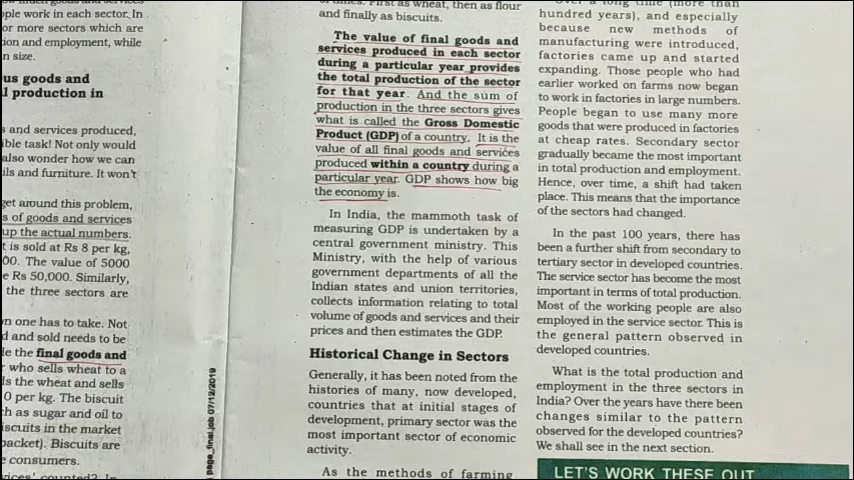 ople work in each sector. In
or more sectors which are
ion and employment, while
n size.
us goods and
l production in
s and services produced,
ible task! Not only would
also wonder how we can
ils and furniture. It won't
get around this problem,
s of goods and services
up the actual numbers.
t is sold at Rs 8 per kg,
00. The value of 5000
e Rs 50,000. Similarly,
the three sectors are
n one has to take. Not
d and sold needs to be
le the final goods and
who sells wheat to a
ls the wheat and sells
0 per kg. The biscuit
h as sugar and oil to
iscuits in the market
packet). Biscuits are
e consumers.
page_final.job 07/12/2019
of times. First as wheat, then as flour
and finally as biscuits.
The value of final goods and
services produced in each sector
during a particular year provides
the total production of the sector
for that year. And the sum of
production in the three sectors gives
what is called the Gross Domestic
Product (GDP) of a country. It is the
value of all final goods and services
produced within a country during a
particular year. GDP shows how big
the economy is.
In India, the mammoth task of
measuring GDP is undertaken by a
central government ministry. This
Ministry, with the help of various
government departments of all the
Indian states and union territories,
collects information relating to total
volume of goods and services and their
prices and then estimates the GDP.
Historical Change in Sectors
Generally, it has been noted from the
histories of many, now developed,
countries that at initial stages of
development, primary sector was the
most important sector of economic
activity.
As the methods of farming
Over a long time (more than
hundred years), and especially
because new methods of
manufacturing were introduced,
factories came up and started
expanding. Those people who had
earlier worked on farms now began
to work in factories in large numbers.
People began to use many more
goods that were produced in factories
at cheap rates. Secondary sector
gradually became the most important
in total production and employment.
Hence, over time, a shift had taken
place. This means that the importance
of the sectors had changed.
In the past 100 years, there has
been a further shift from secondary to
tertiary sector in developed countries.
The service sector has become the most
important in terms of total production.
Most of the working people are also
employed in the service sector. This is
the general pattern observed in
developed countries.
What is the total production and
employment in the three sectors in
India? Over the years have there been
changes similar to the pattern
observed for the developed countries?
We shall see in the next section.
LET'S WORK THESE OUT